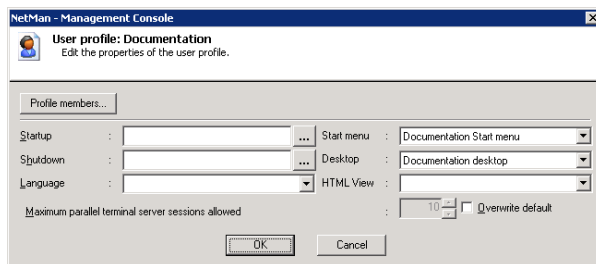 NetMan - Management Console
User profile: Documentation
Edit the properties of the user profile.
Profile members...
Startup : ... Start menu : Documentation Start menu
Shutdown : ... Desktop : Documentation desktop
Language : HTML View :
Maximum parallel terminal server sessions allowed : 10 Overwrite default
OK Cancel